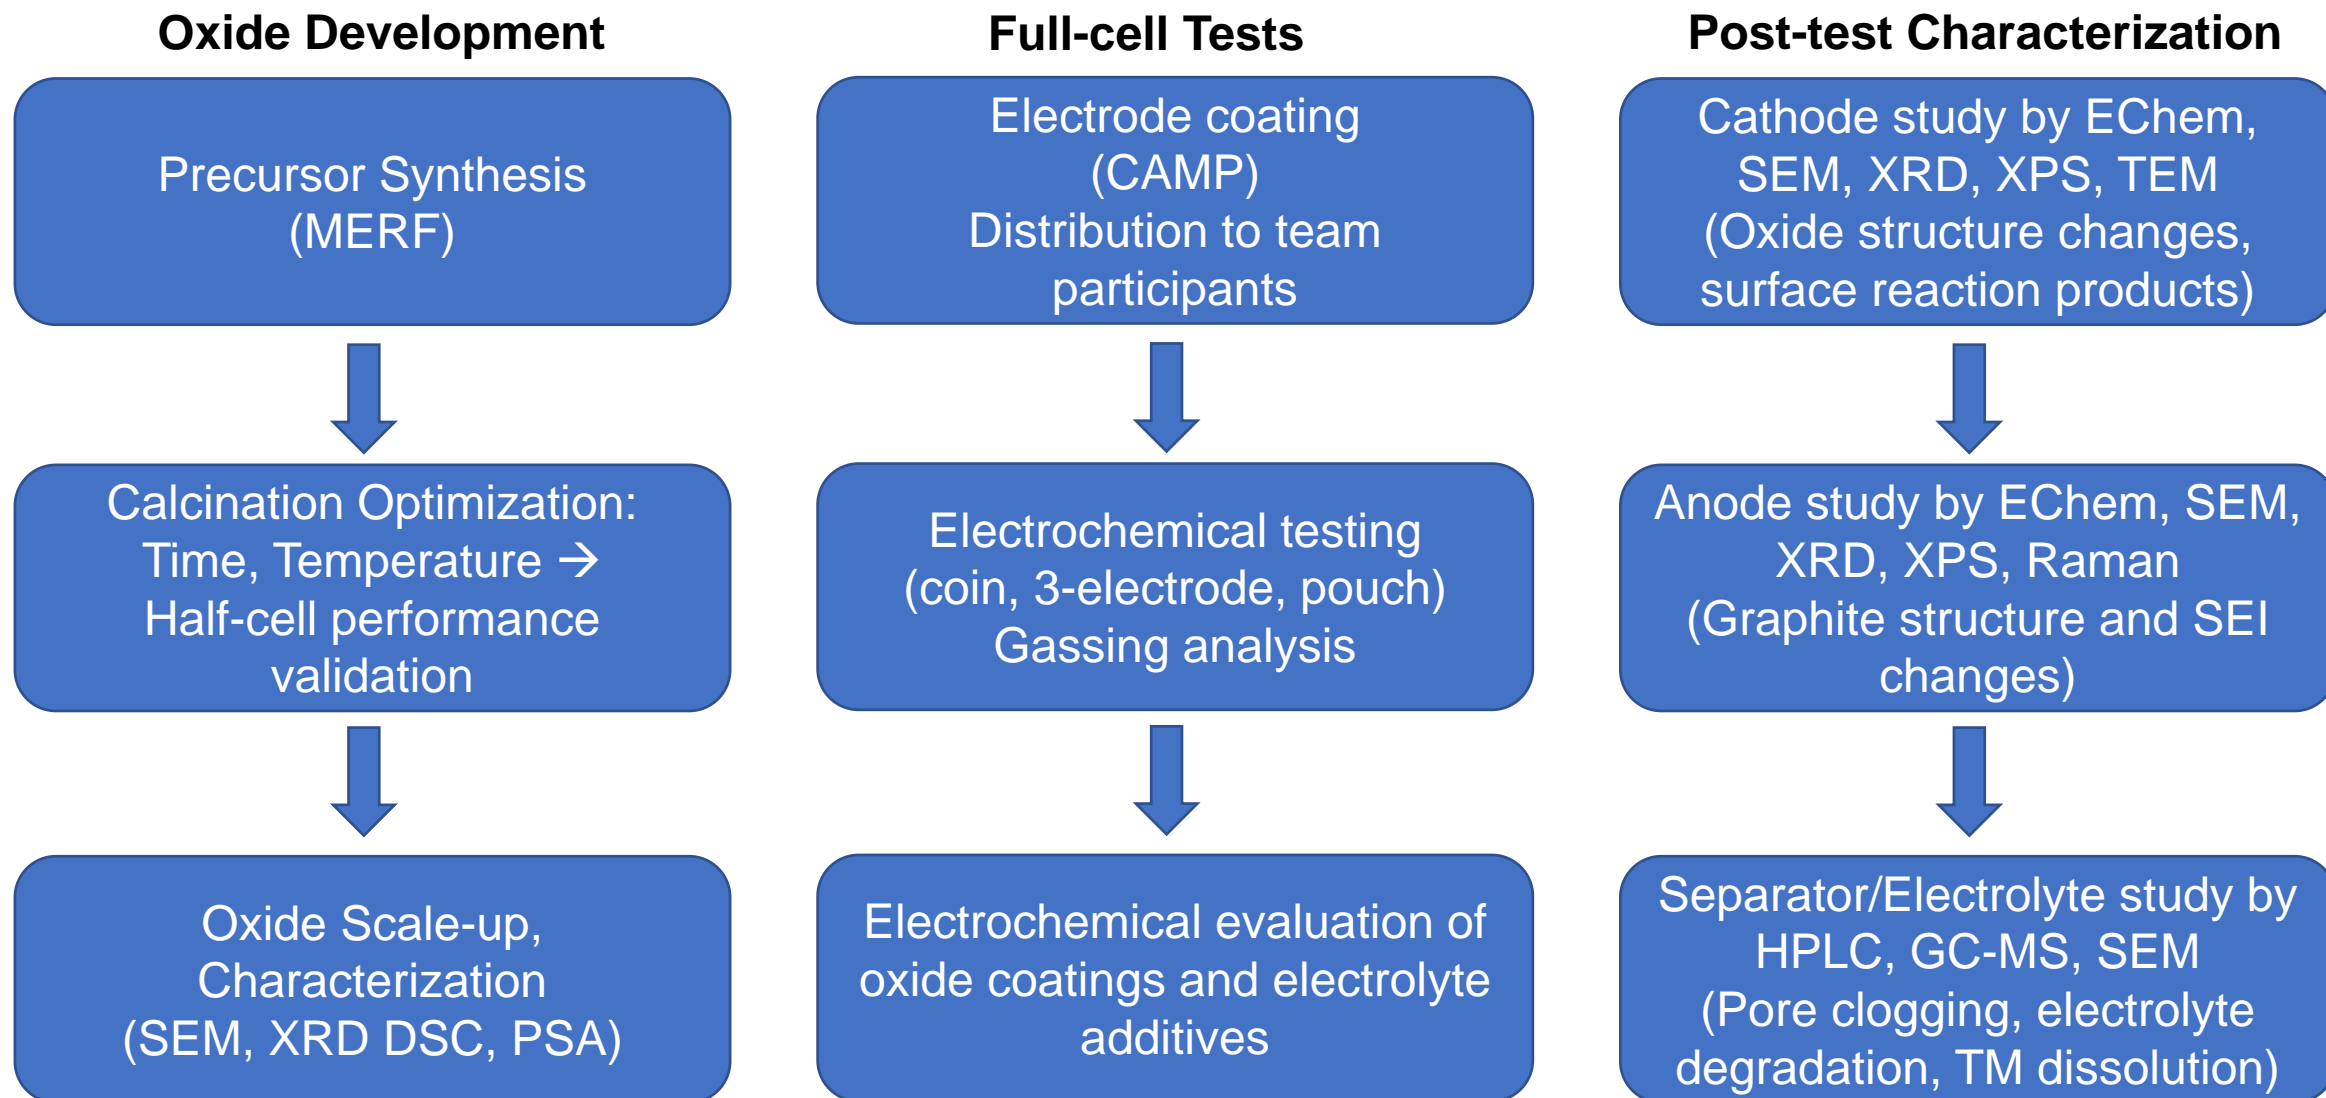 Oxide Development
Precursor Synthesis
(MERF)
Calcination Optimization:
Time, Temperature →
Half-cell performance
validation
Oxide Scale-up,
Characterization
(SEM, XRD DSC, PSA)
Full-cell Tests
Electrode coating
(CAMP)
Distribution to team
participants
Electrochemical testing
(coin, 3-electrode, pouch)
Gassing analysis
Electrochemical evaluation of
oxide coatings and electrolyte
additives
Post-test Characterization
Cathode study by EChem,
SEM, XRD, XPS, TEM
(Oxide structure changes,
surface reaction products)
Anode study by EChem, SEM,
XRD, XPS, Raman
(Graphite structure and SEI
changes)
Separator/Electrolyte study by
HPLC, GC-MS, SEM
(Pore clogging, electrolyte
degradation, TM dissolution)